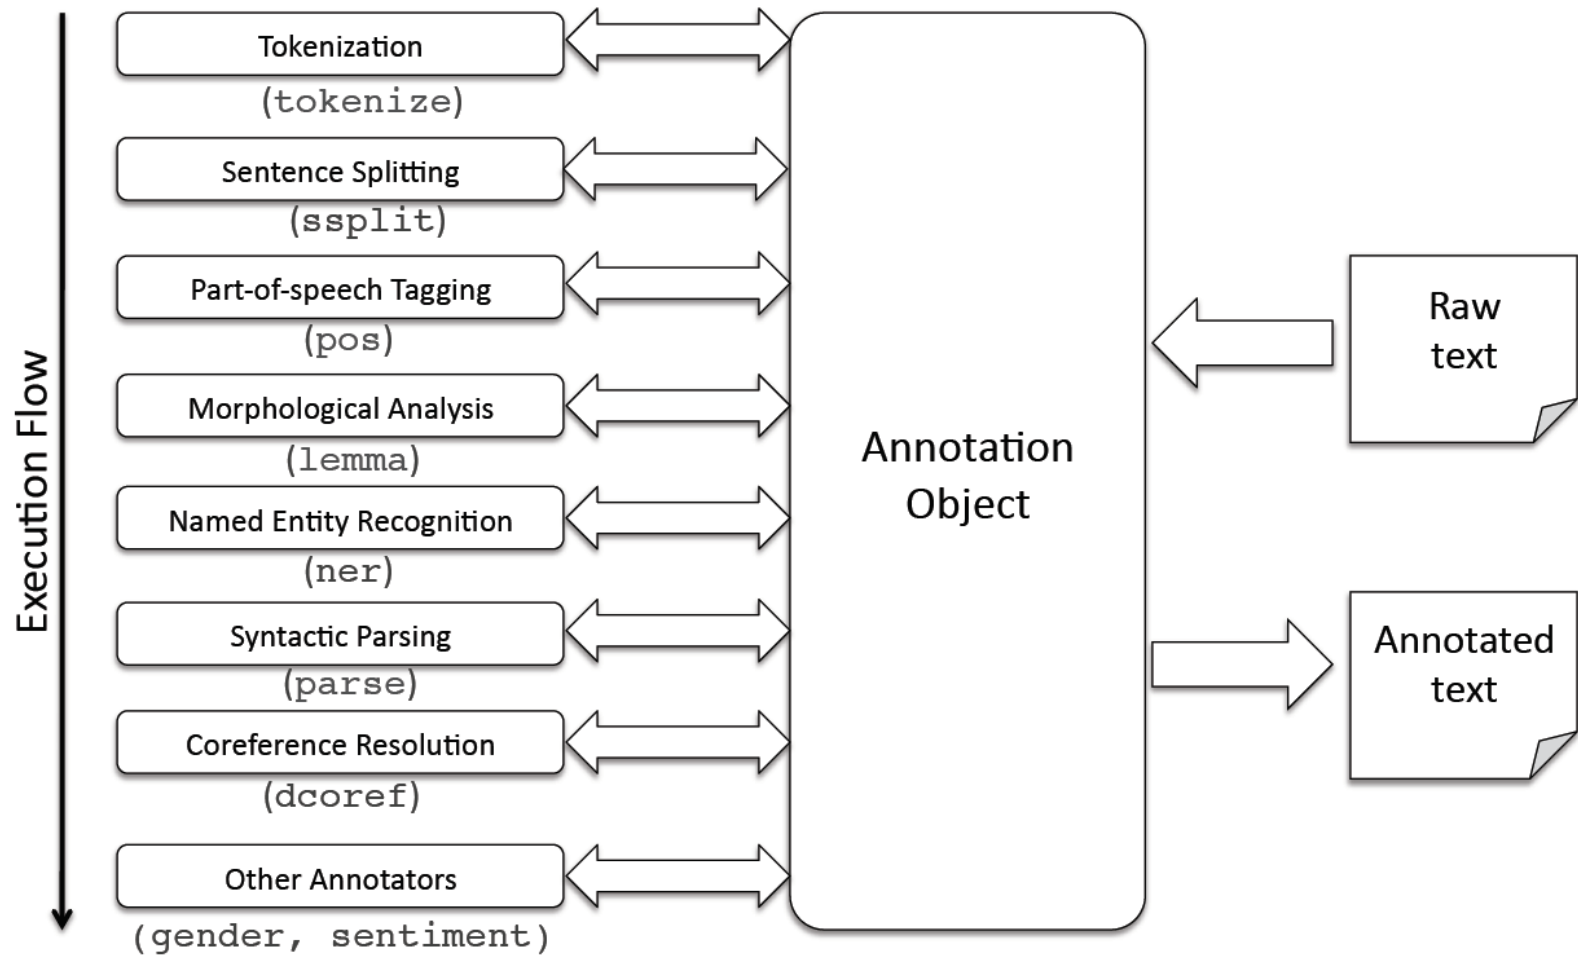 Execution Flow
Tokenization
(tokenize)
Sentence Splitting
(ssplit)
Part-of-speech Tagging
(pos)
Morphological Analysis
(lemma)
Named Entity Recognition
(ner)
Syntactic Parsing
(parse)
Coreference Resolution
(dcoref)
Other Annotators
(gender, sentiment)
Annotation
Object
Raw
text
Annotated
text